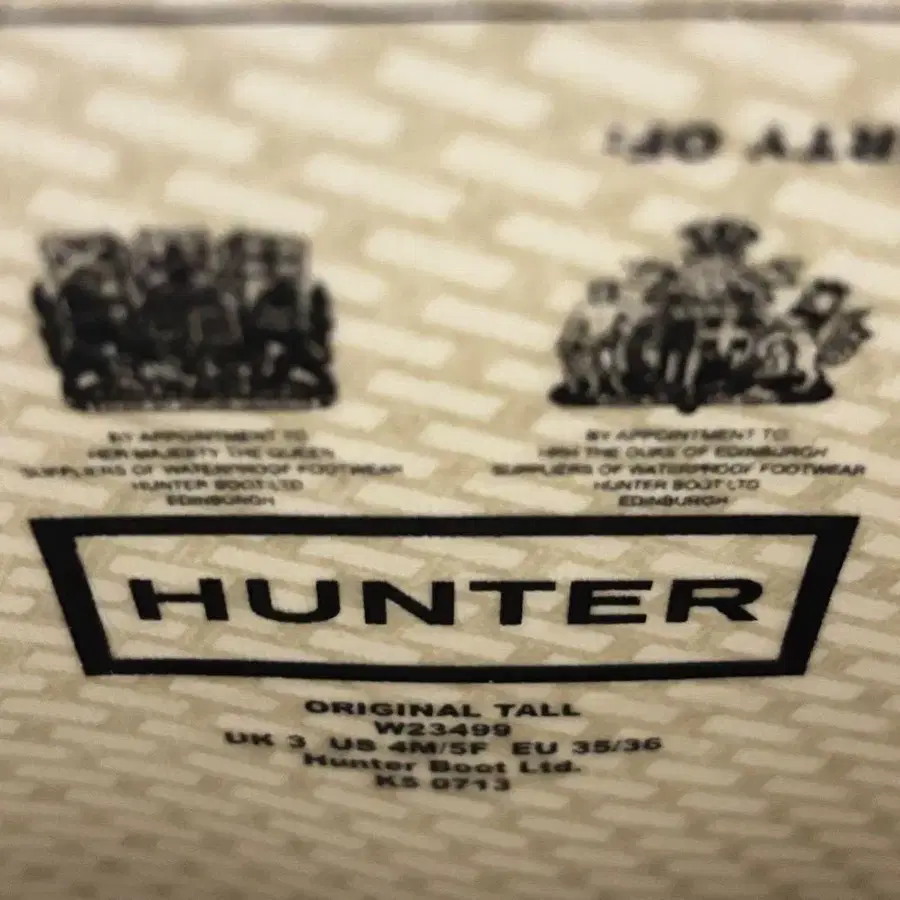 RTY OF:
BY APPOINTMENT TO
HER MAJESTY THE QUEEN
SUPPLIERS OF WATERPROOF FOOTWEAR
HUNTER BOOT LTD
EDINBURGH
BY APPOINTMENT TO
HRH THE DUKE OF EDINBURGH
SUPPLIERS OF WATERPROOF FOOTWEAR
HUNTER BOOT LTD
EDINBURGH
HUNTER
ORIGINAL TALL
W23499
UK 3 US 4M/5F EU 35/36
Hunter Boot Ltd.
KS 0713